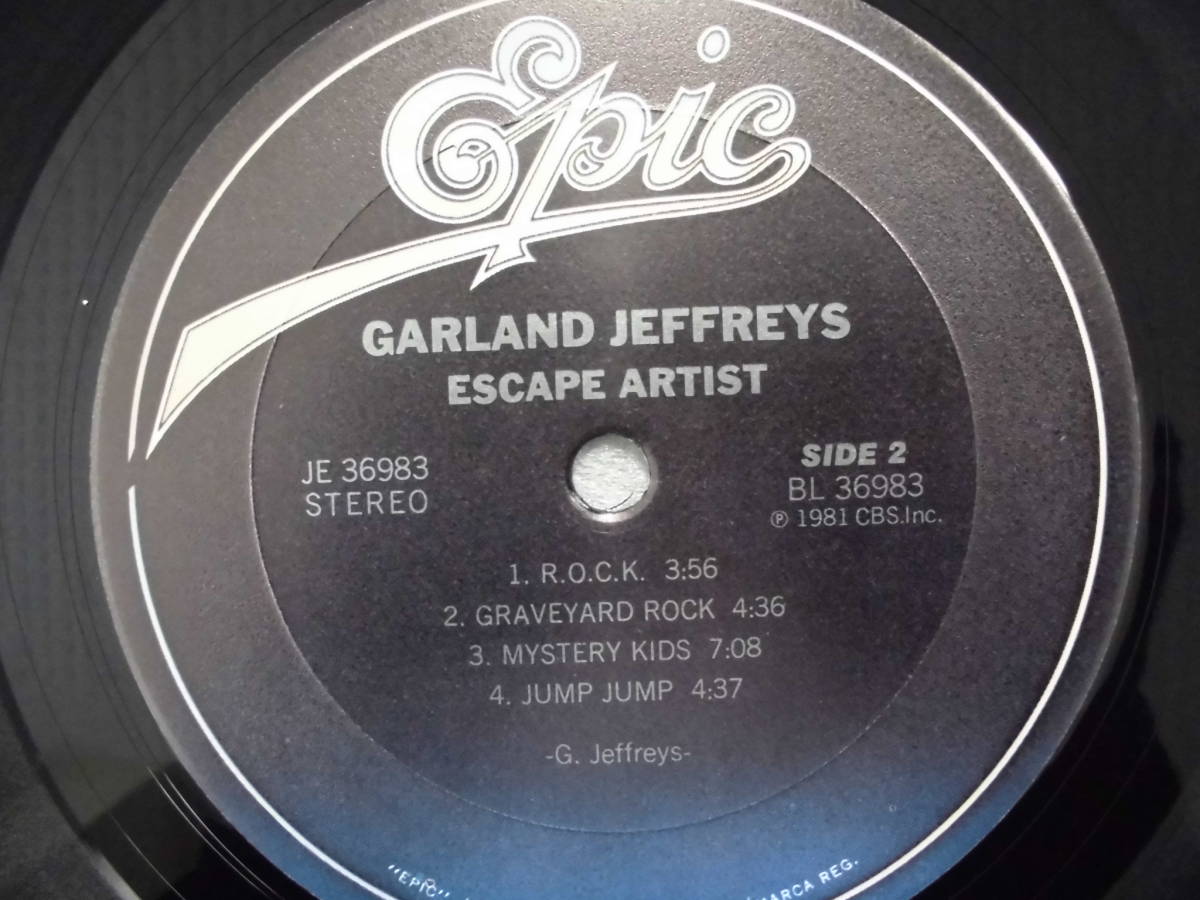 Epic
GARLAND JEFFREYS
ESCAPE ARTIST
JE 36983
STEREO
SIDE 2
BL 36983
℗ 1981 CBS.Inc.
1. R.O.C.K. 3:56
2. GRAVEYARD ROCK 4:36
3. MYSTERY KIDS 7:08
4. JUMP JUMP 4:37
-G. Jeffreys-
"EPIC" MARCA REG.